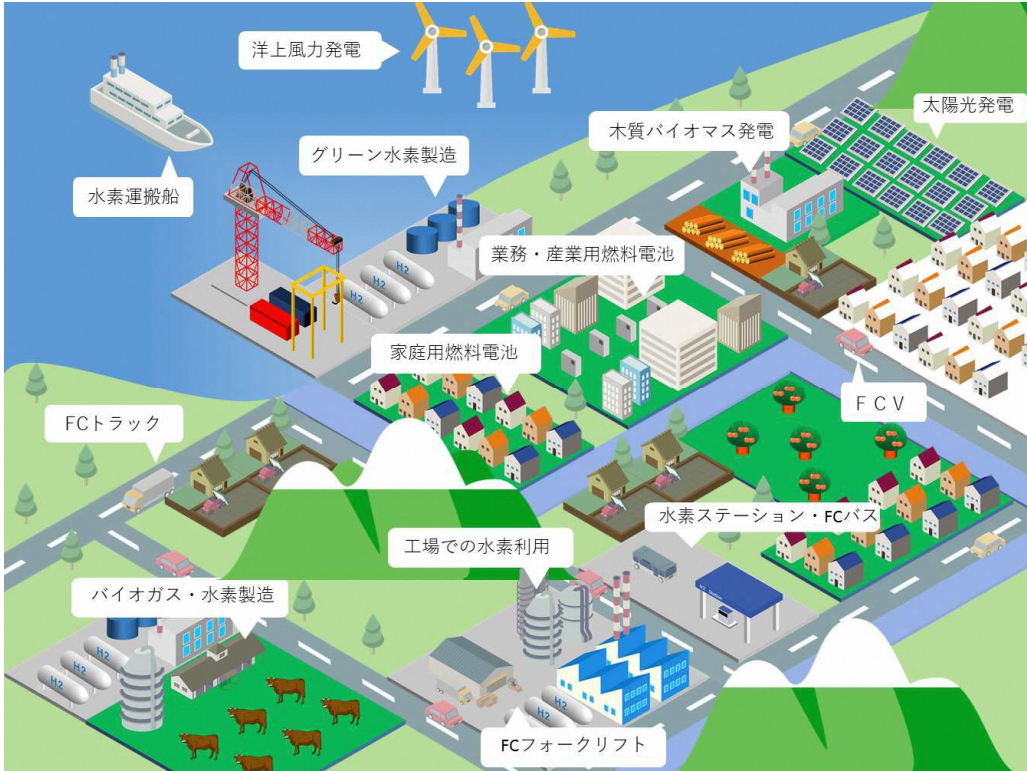 洋上風力発電
太陽光発電
木質バイオマス発電
グリーン水素製造
水素運搬船
業務・産業用燃料電池
H2
H2
H2
家庭用燃料電池
FCV
FCトラック
水素ステーション・FCバス
工場での水素利用
バイオガス・水素製造
H2
H2
H2
H2
H2
FCフォークリフト